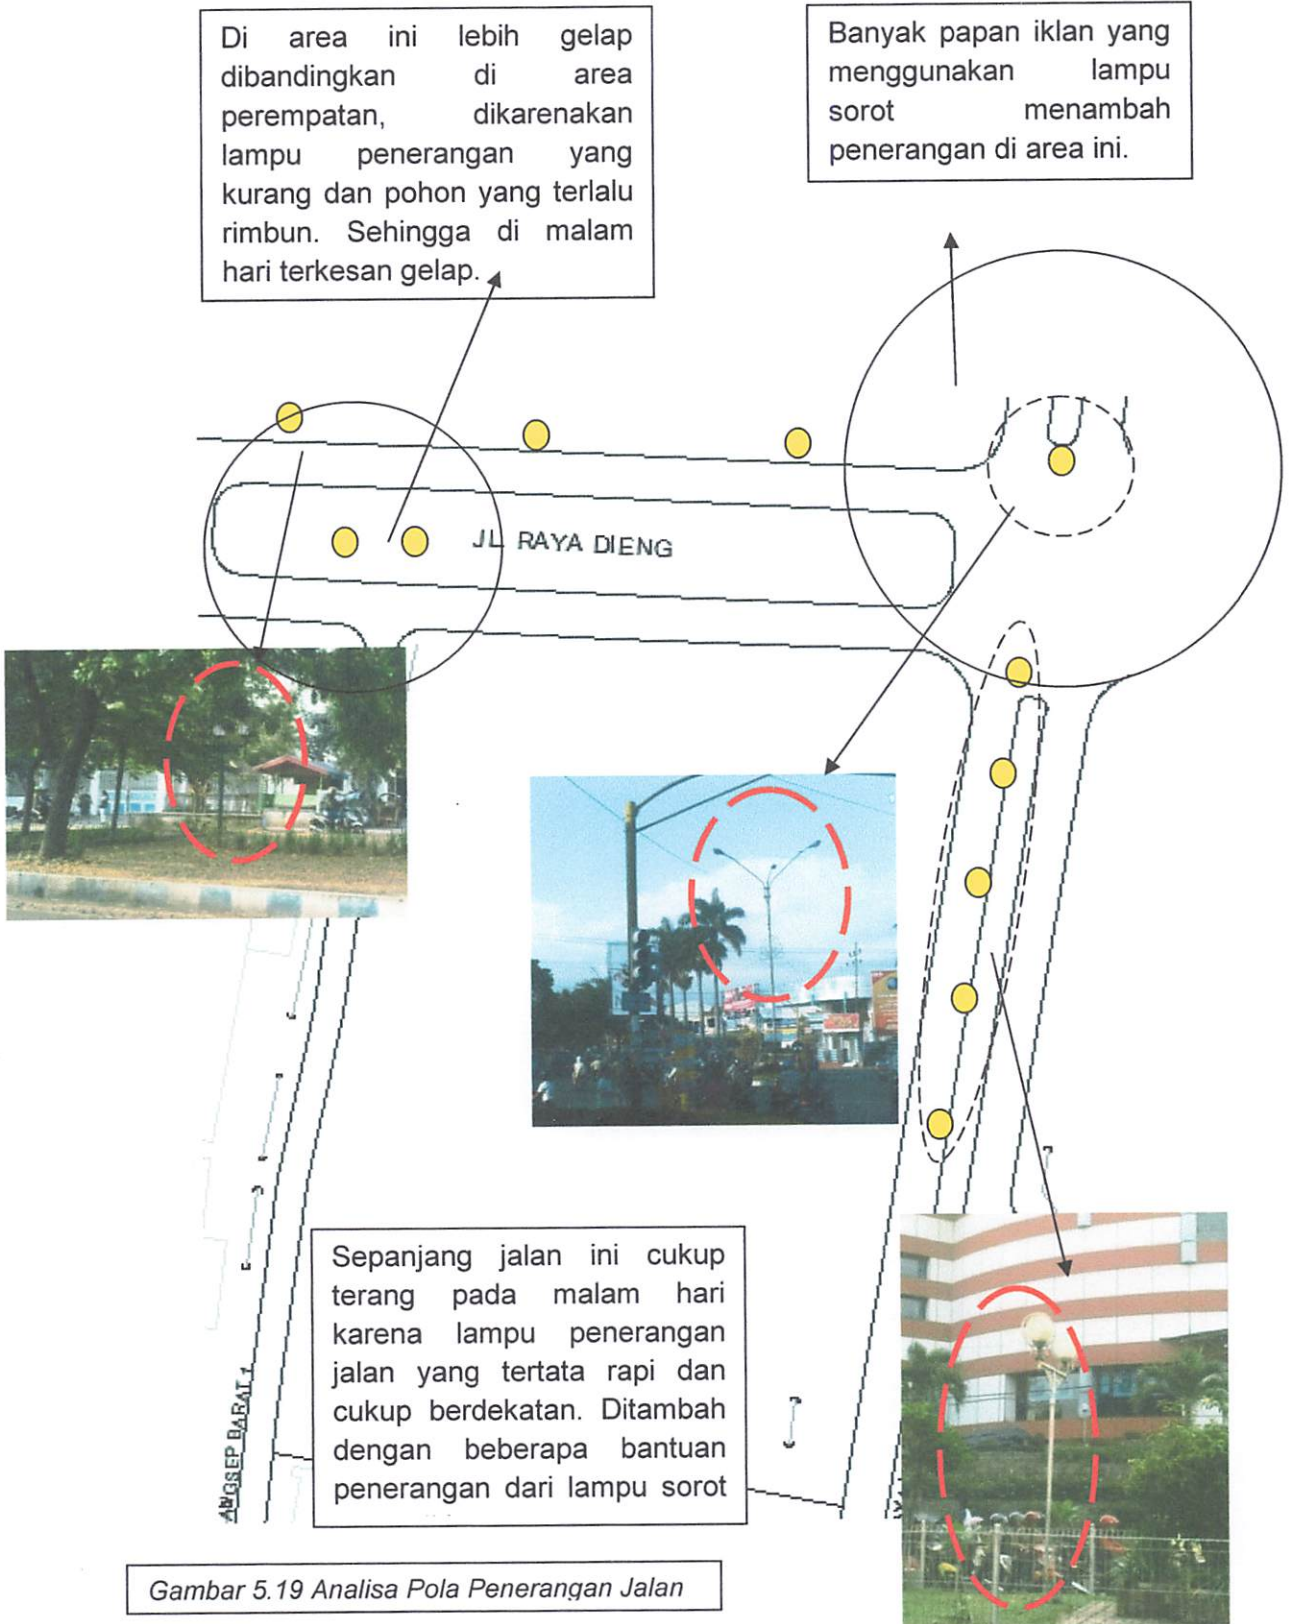 Di area ini lebih gelap
dibandingkan di area
perempatan, dikarenakan
lampu penerangan yang
kurang dan pohon yang terlalu
rimbun. Sehingga di malam
hari terkesan gelap.
Banyak papan iklan yang
menggunakan lampu
sorot menambah
penerangan di area ini.
JL RAYA DIENG
Sepanjang jalan ini cukup
terang pada malam hari
karena lampu penerangan
jalan yang tertata rapi dan
cukup berdekatan. Ditambah
dengan beberapa bantuan
penerangan dari lampu sorot
BARAT 1
Gambar 5.19 Analisa Pola Penerangan Jalan